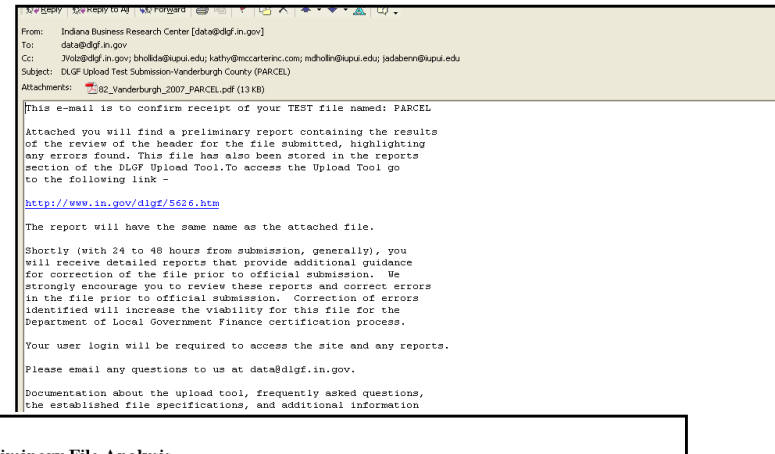 Reply Reply to All Forward
From: Indiana Business Research Center [data@dlgf.in.gov]
To: data@dlgf.in.gov
Cc: JVolz@dlgf.in.gov; bhollida@iupui.edu; kathy@mccarterinc.com; mdhollin@iupui.edu; jadabenn@iupui.edu
Subject: DLGF Upload Test Submission-Vanderburgh County (PARCEL)
Attachments: 82_Vanderburgh_2007_PARCEL.pdf (13 KB)
This e-mail is to confirm receipt of your TEST file named: PARCEL
Attached you will find a preliminary report containing the results
of the review of the header for the file submitted, highlighting
any errors found. This file has also been stored in the reports
section of the DLGF Upload Tool.To access the Upload Tool go
to the following link -
http://www.in.gov/dlgf/5626.htm
The report will have the same name as the attached file.
Shortly (with 24 to 48 hours from submission, generally), you
will receive detailed reports that provide additional guidance
for correction of the file prior to official submission.  We
strongly encourage you to review these reports and correct errors
in the file prior to official submission.  Correction of errors
identified will increase the viability for this file for the
Department of Local Government Finance certification process.
Your user login will be required to access the site and any reports.
Please email any questions to us at data@dlgf.in.gov.
Documentation about the upload tool, frequently asked questions,
the established file specifications, and additional information